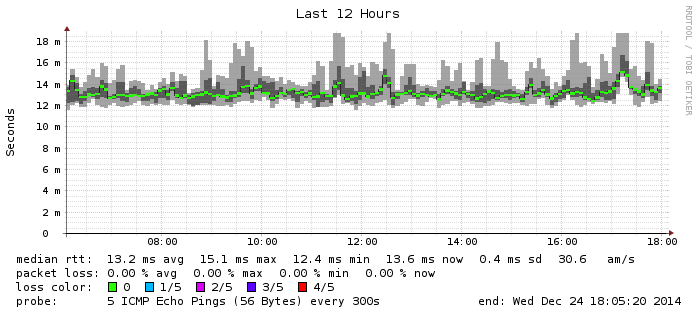 Last 12 Hours
RRDTOOL / TOBI OETIKER
Seconds
18 m
16 m
14 m
12 m
10 m
8 m
6 m
4 m
2 m
0
08:00 10:00 12:00 14:00 16:00 18:00
median rtt: 13.2 ms avg 15.1 ms max 12.4 ms min 13.6 ms now 0.4 ms sd 30.6 am/s
packet loss: 0.00 % avg 0.00 % max 0.00 % min 0.00 % now
loss color: 0 1/5 2/5 3/5 4/5
probe: 5 ICMP Echo Pings (56 Bytes) every 300s end: Wed Dec 24 18:05:20 2014